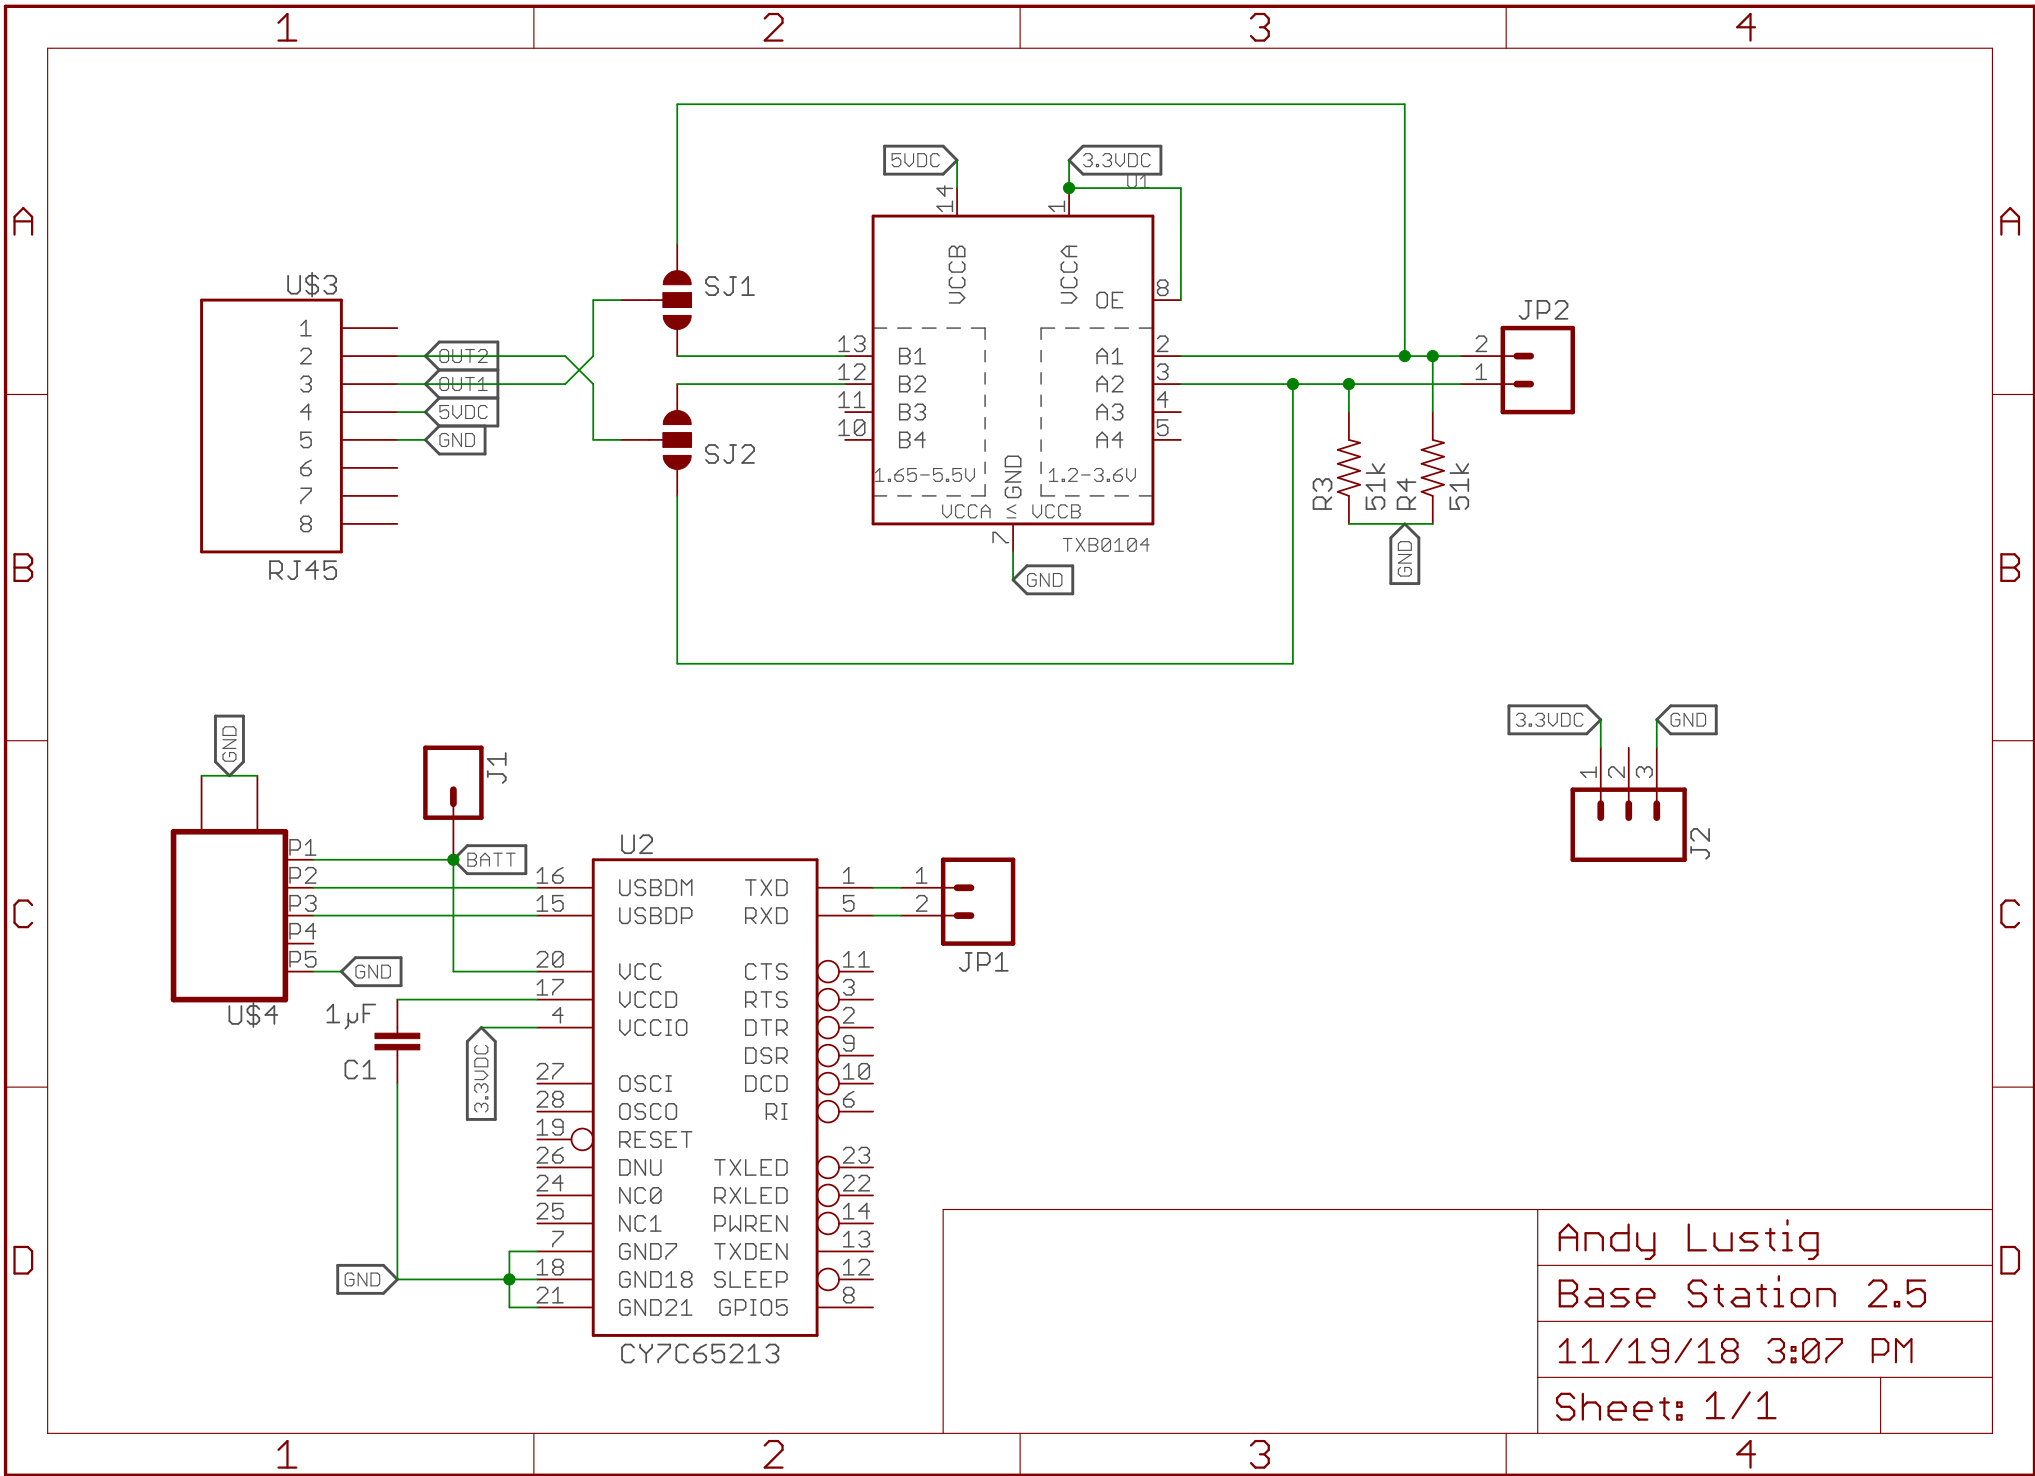 1 2 3 4
A A
B B
C C
D D
1 2 3 4
U$3
1
2
3
4
5
6
7
8
RJ45
OUT2
OUT1
5VDC
GND
SJ1
SJ2
5VDC
3.3VDC
U1
14
1
VCCB
VCCA
OE
8
13 B1 A1 2
12 B2 A2 3
11 B3 A3 4
10 B4 A4 5
1.65-5.5V
GND
1.2-3.6V
VCCA ≤ VCCB
7
TXB0104
GND
JP2
2
1
R3
51k
R4
51k
GND
3.3VDC
GND
1
2
3
J2
GND
P1
P2
P3
P4
P5
U$4
J1
BATT
GND
1µF
C1
3.3VDC
GND
U2
16 USBDM TXD 1
15 USBDP RXD 5
20 VCC CTS 11
17 VCCD RTS 3
4 VCCIO DTR 2
DSR 9
27 OSCI DCD 10
28 OSCO RI 6
19 RESET
26 DNU TXLED 23
24 NC0 RXLED 22
25 NC1 PWREN 14
7 GND7 TXDEN 13
18 GND18 SLEEP 12
21 GND21 GPIO5 8
CY7C65213
1
2
JP1
Andy Lustig
Base Station 2.5
11/19/18 3:07 PM
Sheet: 1/1